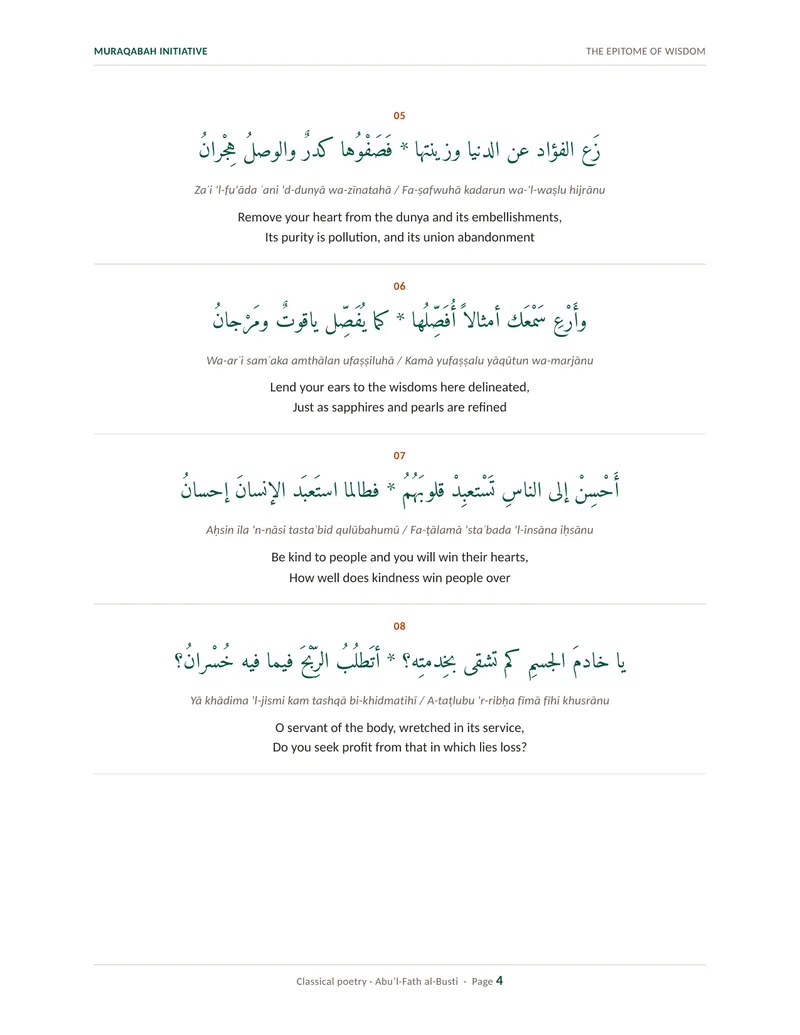 MURAQABAH INITIATIVE
THE EPITOME OF WISDOM
05
زَعِ الفؤاد عن الدنيا وزينتها * فَصَفْوُها كدرٌ والوصلُ هِجْرانُ
Zaʿi 'l-fu'āda ʿani 'd-dunyā wa-zīnatahā / Fa-ṣafwuhā kadarun wa-'l-waṣlu hijrānu
Remove your heart from the dunya and its embellishments,
Its purity is pollution, and its union abandonment
06
وأَرْعِ سَمْعَك أمثالاً أُفَصِّلُها * كما يُفَصِّل ياقوتٌ ومَرْجانُ
Wa-arʿi samʿaka amthālan ufaṣṣiluhā / Kamā yufaṣṣalu yāqūtun wa-marjānu
Lend your ears to the wisdoms here delineated,
Just as sapphires and pearls are refined
07
أَحْسِنْ إلى الناسِ تَسْتعبِدْ قلوبَهُمُ * فطالما استَعبَد الإنسانَ إحسانُ
Aḥsin ila 'n-nāsi tastaʿbid qulūbahumū / Fa-ṭālamā 'staʿbada 'l-insāna iḥsānu
Be kind to people and you will win their hearts,
How well does kindness win people over
08
يا خادمَ الجسمِ كم تشقى بخِدمتِه؟ * أتَطلُبُ الرِّبْحَ فيما فيه خُسْرانُ؟
Yā khādima 'l-jismi kam tashqā bi-khidmatihī / A-taṭlubu 'r-ribḥa fīmā fīhi khusrānu
O servant of the body, wretched in its service,
Do you seek profit from that in which lies loss?
Classical poetry · Abu'l-Fath al-Busti · Page 4